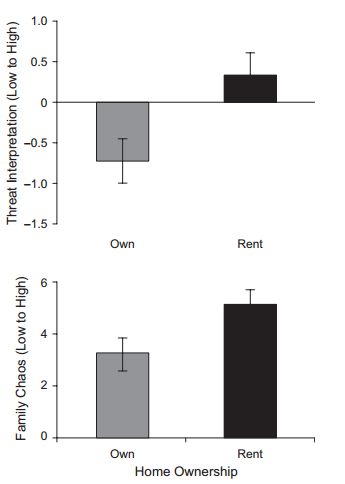 Threat Interpretation (Low to High)
1.0
0.5
0
–0.5
–1.0
–1.5
Own Rent
Family Chaos (Low to High)
6
4
2
0
Own Rent
Home Ownership